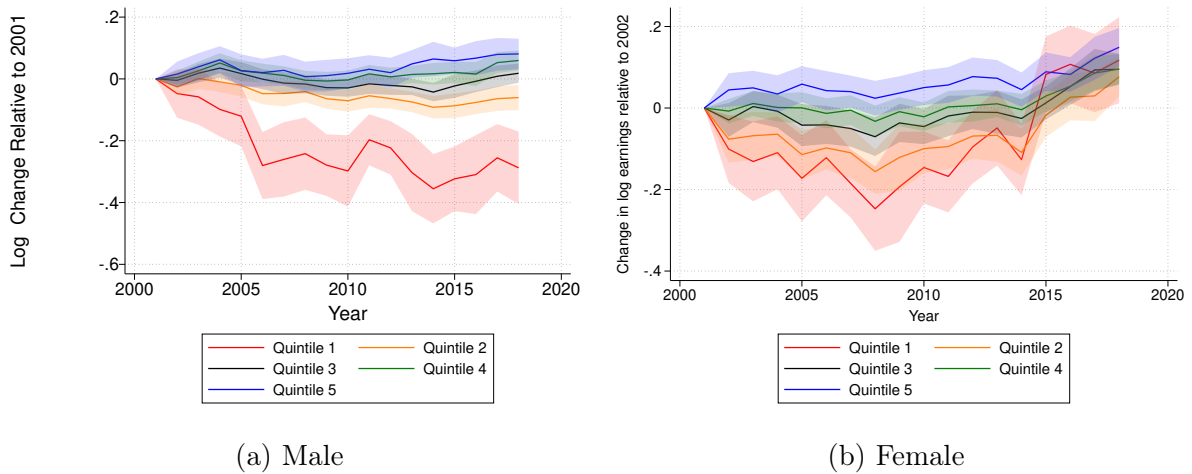 Log Change Relative to 2001
.2
0
-.2
-.4
-.6
2000 2005 2010 2015 2020
Year
Quintile 1 Quintile 2
Quintile 3 Quintile 4
Quintile 5
(a) Male
Change in log earnings relative to 2002
.2
0
-.2
-.4
2000 2005 2010 2015 2020
Year
Quintile 1 Quintile 2
Quintile 3 Quintile 4
Quintile 5
(b) Female